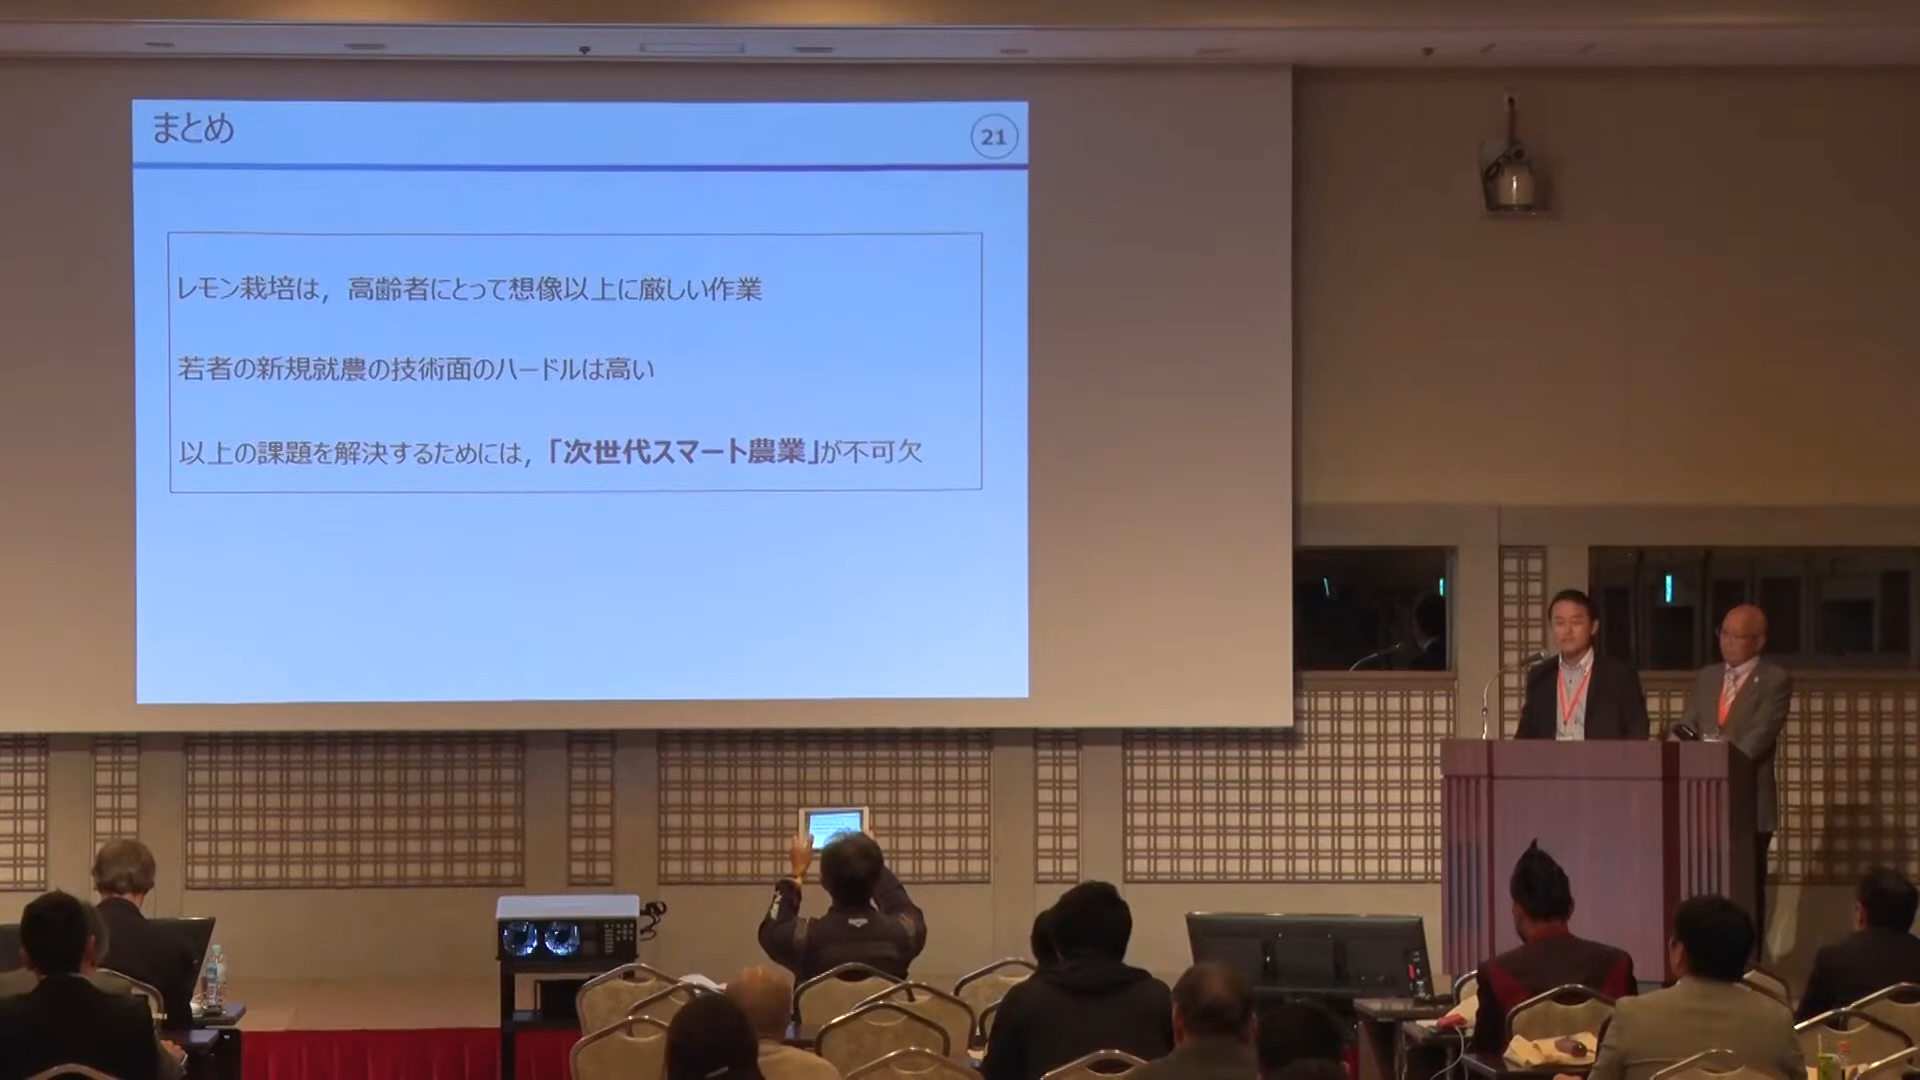 まとめ
21
レモン栽培は，高齢者にとって想像以上に厳しい作業
若者の新規就農の技術面のハードルは高い
以上の課題を解決するためには，「次世代スマート農業」が不可欠